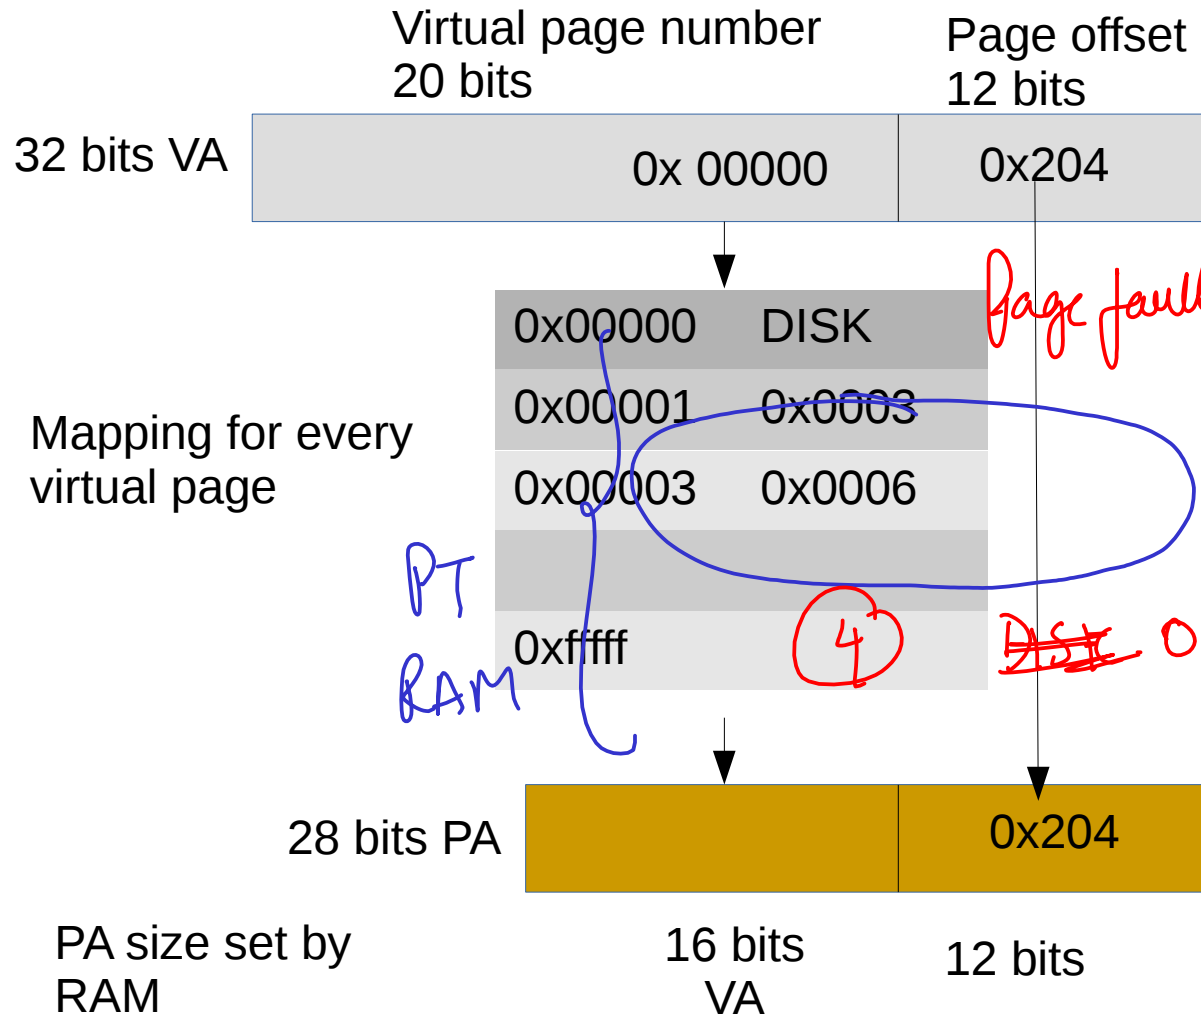 Virtual page number
20 bits
Page offset
12 bits
32 bits VA
0x 00000
0x204
0x00000 DISK
Page fault
0x00001 0x0003
Mapping for every
virtual page
0x00003 0x0006
PT
RAM
0xfffff
4
DISK 0
28 bits PA
0x204
PA size set by
RAM
16 bits
VA
12 bits